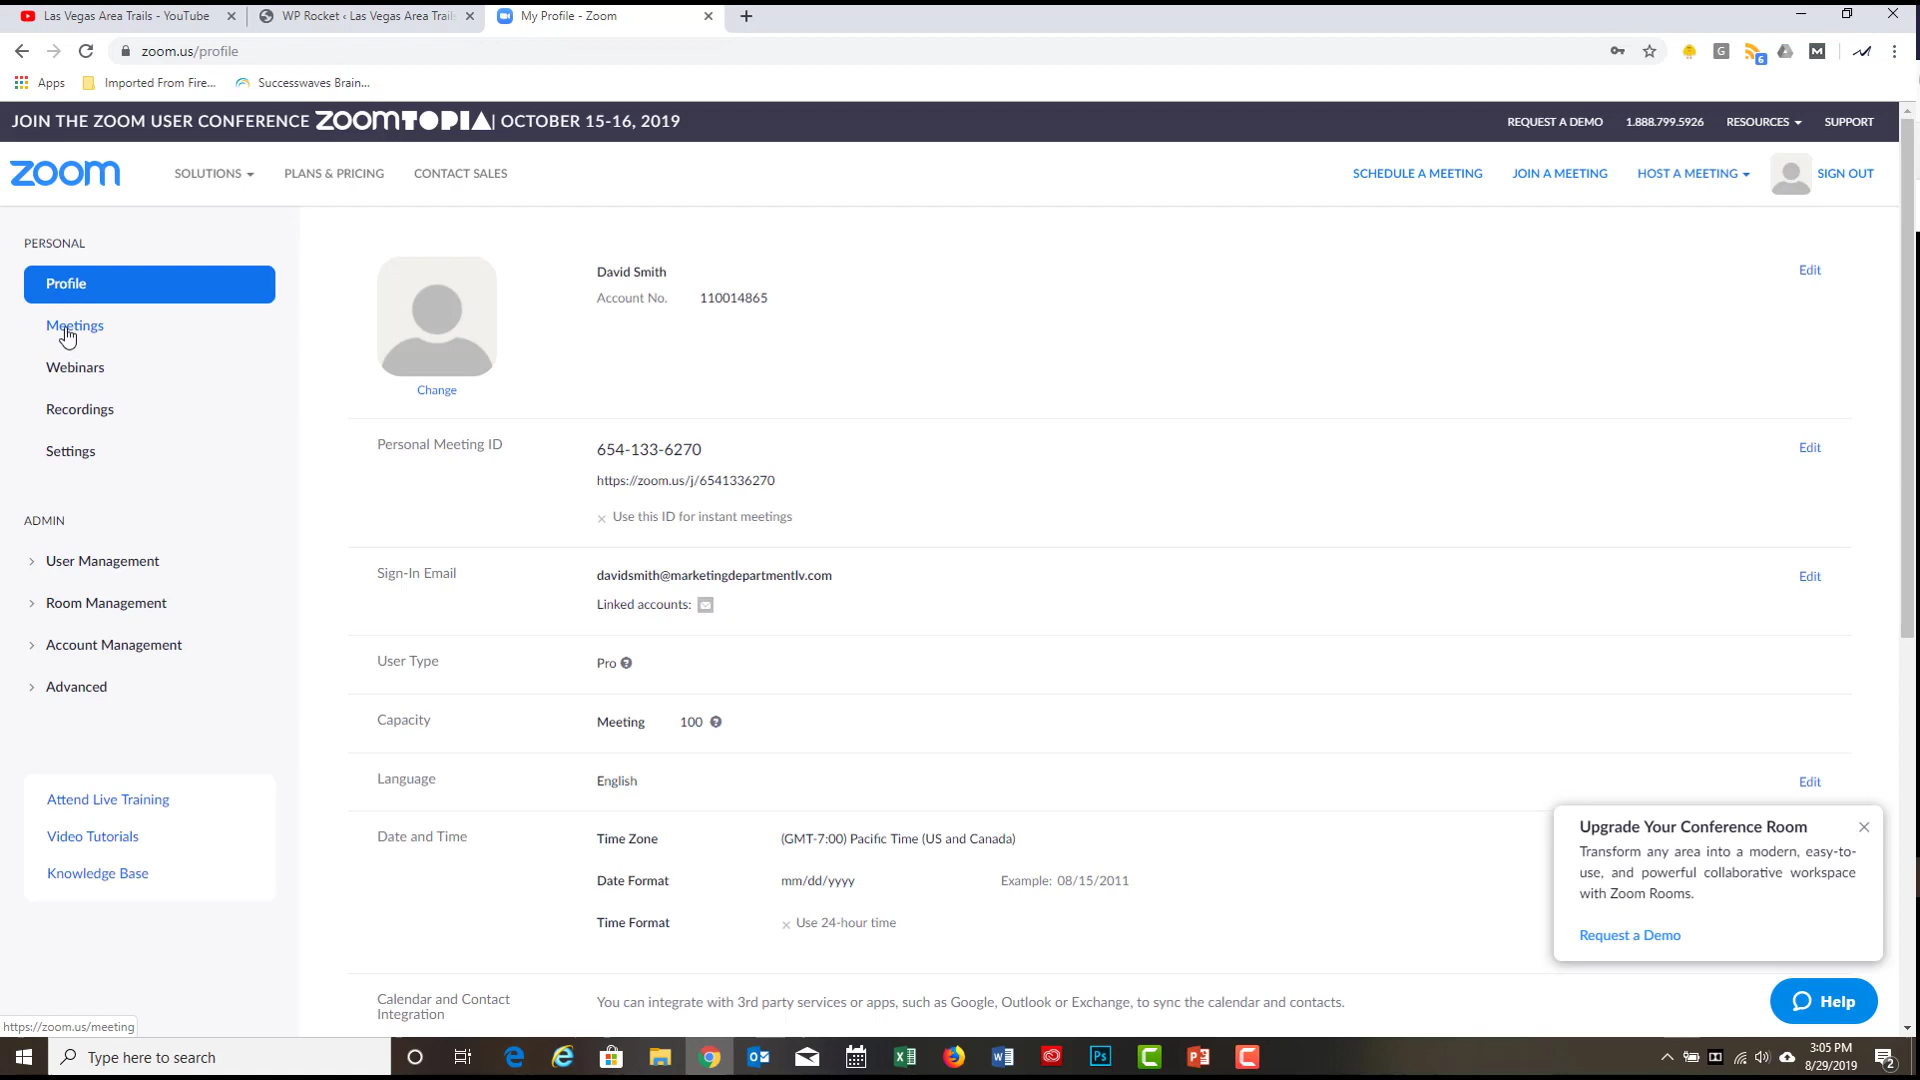 Las Vegas Area Trails - YouTube
WP Rocket ‹ Las Vegas Area Trail
My Profile - Zoom
zoom.us/profile
6
Apps
Imported From Fire...
Successwaves Brain...
JOIN THE ZOOM USER CONFERENCE ZOOMTOPIA | OCTOBER 15-16, 2019
REQUEST A DEMO
1.888.799.5926
RESOURCES
SUPPORT
zoom
SOLUTIONS
PLANS & PRICING
CONTACT SALES
SCHEDULE A MEETING
JOIN A MEETING
HOST A MEETING
SIGN OUT
PERSONAL
Profile
Meetings
Webinars
Recordings
Settings
ADMIN
User Management
Room Management
Account Management
Advanced
Attend Live Training
Video Tutorials
Knowledge Base
Change
David Smith
Edit
Account No. 110014865
Personal Meeting ID
654-133-6270
Edit
https://zoom.us/j/6541336270
× Use this ID for instant meetings
Sign-In Email
davidsmith@marketingdepartmentlv.com
Edit
Linked accounts:
User Type
Pro
Capacity
Meeting 100
Language
English
Edit
Date and Time
Time Zone (GMT-7:00) Pacific Time (US and Canada)
Date Format mm/dd/yyyy Example: 08/15/2011
Time Format × Use 24-hour time
Calendar and Contact
Integration
You can integrate with 3rd party services or apps, such as Google, Outlook or Exchange, to sync the calendar and contacts.
Upgrade Your Conference Room
Transform any area into a modern, easy-to-
use, and powerful collaborative workspace
with Zoom Rooms.
Request a Demo
Help
https://zoom.us/meeting
Type here to search
3:05 PM
8/29/2019
2